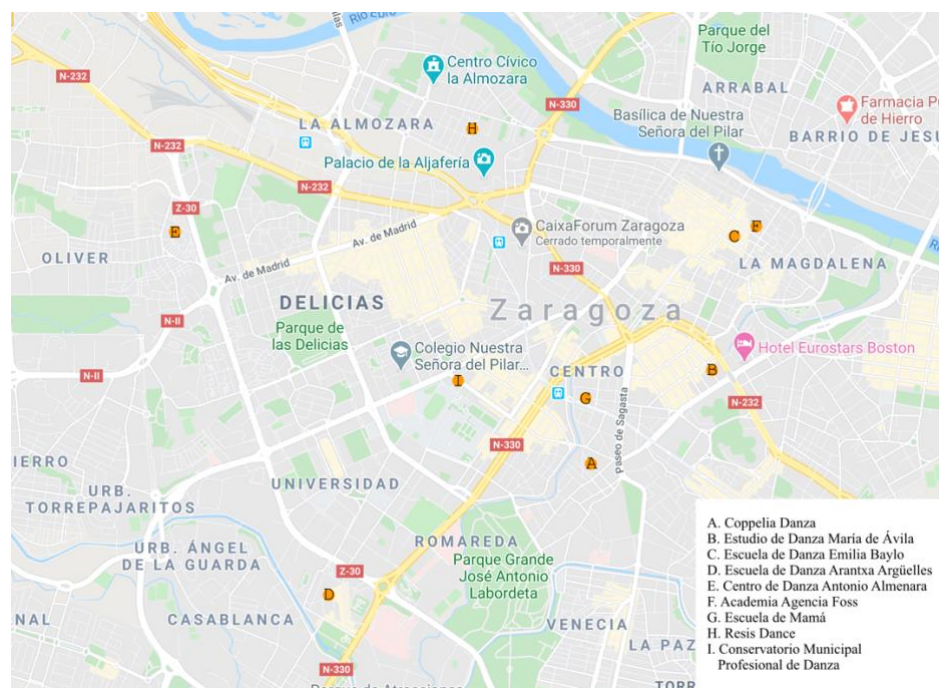 Río Ebro
Parque del
Tío Jorge
Centro Cívico
la Almozara
N-232
ARRABAL
N-330
Farmacia P
de Hierro
LA ALMOZARA
H
Basílica de Nuestra
Señora del Pilar
BARRIO DE JESÚ
N-232
Palacio de la Aljafería
N-232
Z-30
E
CaixaForum Zaragoza
Cerrado temporalmente
F
C
Av. de Madrid
OLIVER
Av. de Madrid
N-330
LA MAGDALENA
DELICIAS
Zaragoza
N-II
Parque de
las Delicias
Colegio Nuestra
Señora del Pilar...
Hotel Eurostars Boston
N-II
I
CENTRO
B
G
N-232
Paseo de Sagasta
N-330
IERRO
A
UNIVERSIDAD
URB.
TORREPAJARITOS
URB. ÁNGEL
DE LA GUARDA
ROMAREDA
Parque Grande
José Antonio
Labordeta
Z-30
D
NAL
CASABLANCA
VENECIA
LA PAZ
N-330
TORR
A. Coppelia Danza
B. Estudio de Danza María de Ávila
C. Escuela de Danza Emilia Baylo
D. Escuela de Danza Arantxa Argüelles
E. Centro de Danza Antonio Almenara
F. Academia Agencia Foss
G. Escuela de Mamá
H. Resis Dance
I. Conservatorio Municipal
Profesional de Danza